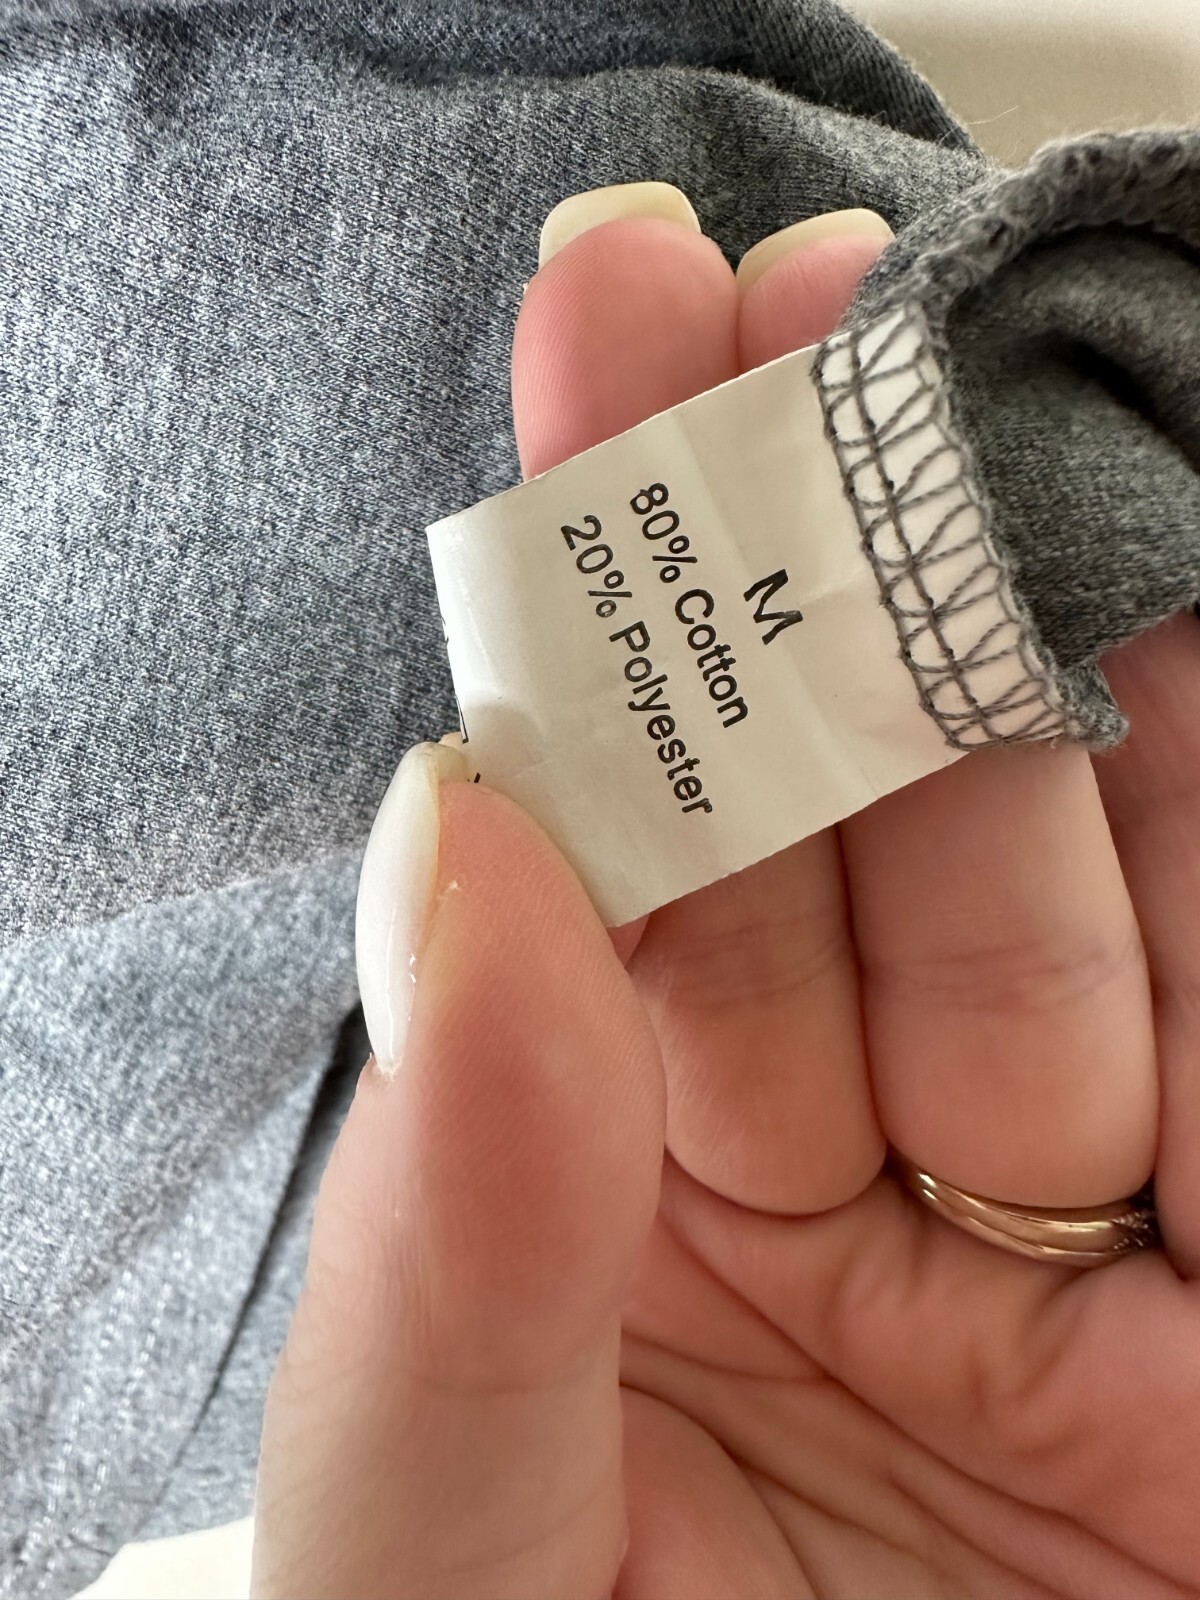 M
80% Cotton
20% Polyester